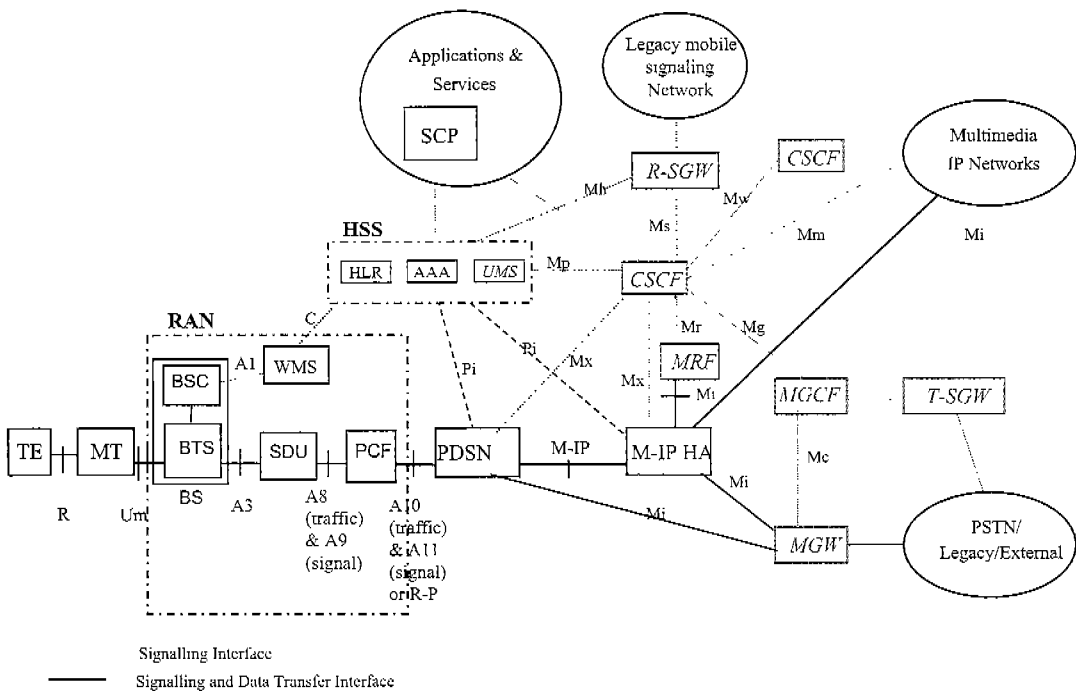 Applications &
Services
SCP
Legacy mobile
signaling
Network
Multimedia
IP Networks
CSCF
R-SGW
Mh
Mw
Ms
Mm
Mi
HSS
HLR
AAA
UMS
Mp
CSCF
C
RAN
Mr
Mg
A1
WMS
Pi
Pi
Mx
Mx
MRF
Mi
BSC
MGCF
T-SGW
TE
MT
BTS
SDU
PCF
PDSN
M-IP
M-IP HA
Mc
Mi
BS
R
Um
A3
A8
(traffic)
& A9
(signal)
A10
(traffic)
& A11
(signal)
or R-P
Mi
MGW
PSTN/
Legacy/External
Signalling Interface
Signalling and Data Transfer Interface